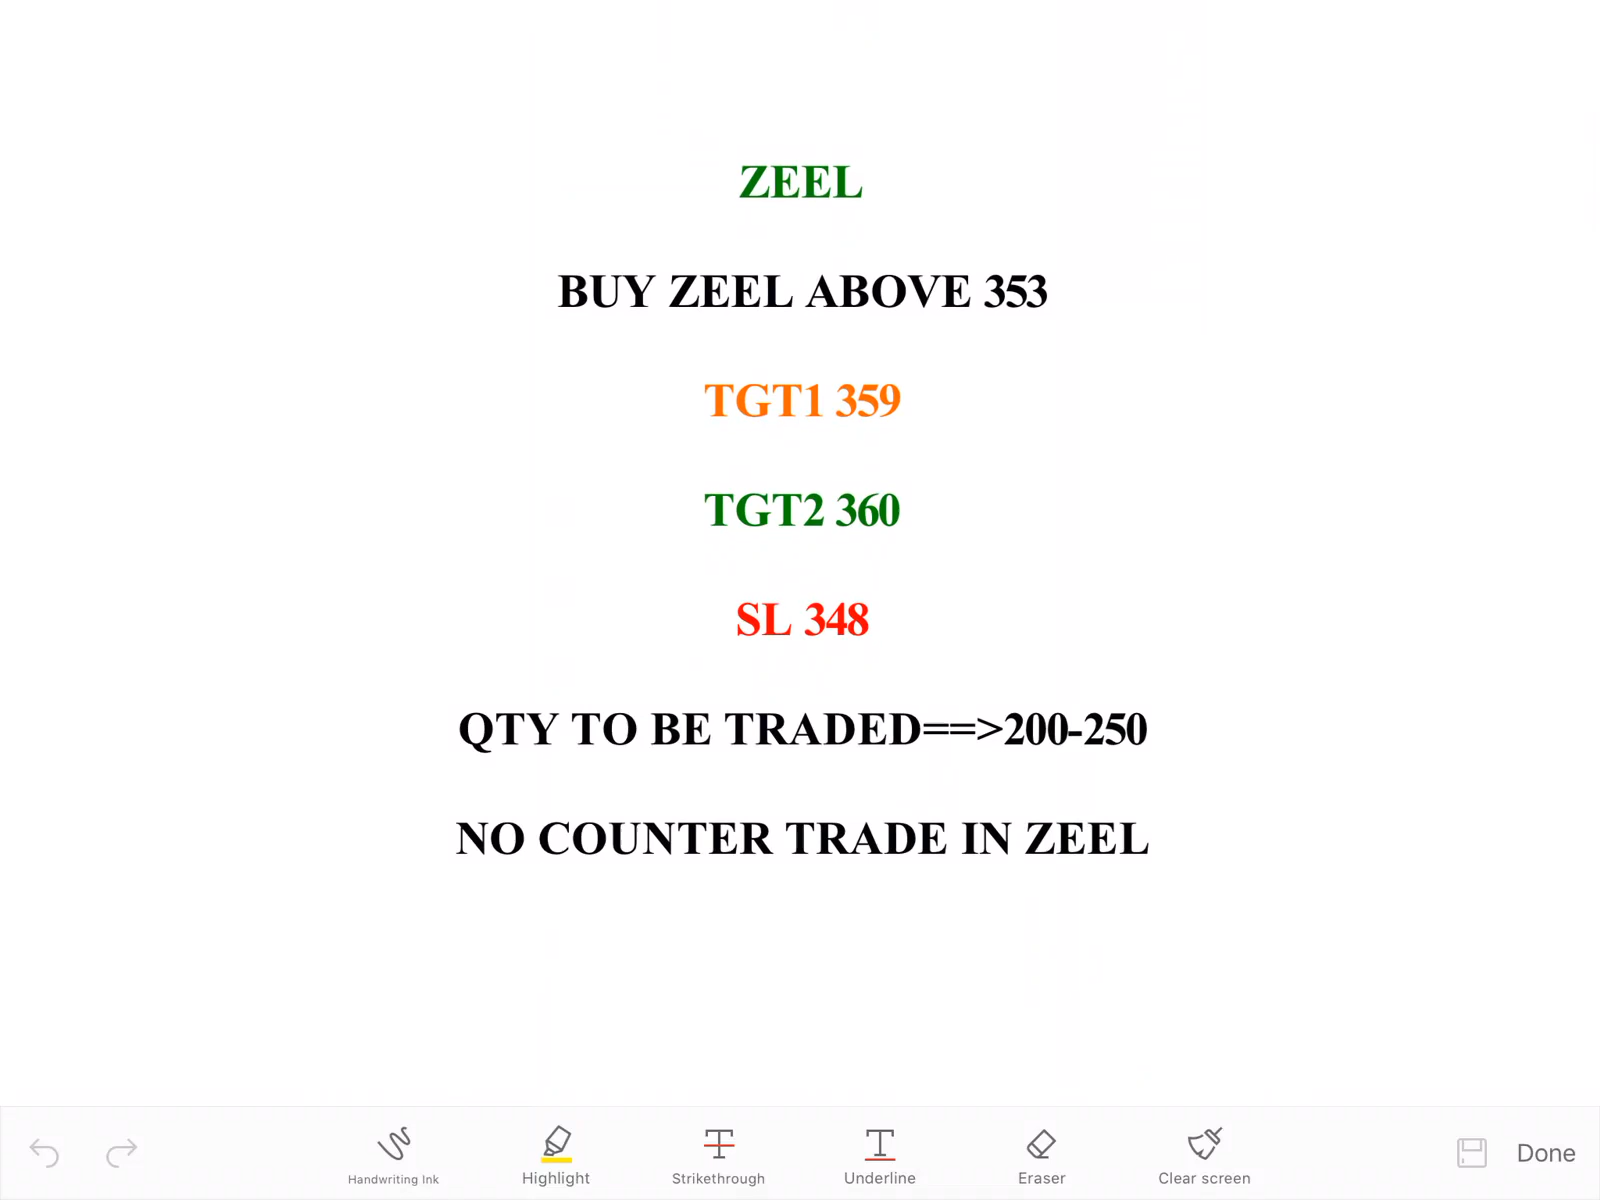 ZEEL
BUY ZEEL ABOVE 353
TGT1 359
TGT2 360
SL 348
QTY TO BE TRADED==>200-250
NO COUNTER TRADE IN ZEEL
Handwriting Ink
Highlight
Strikethrough
Underline
Eraser
Clear screen
Done